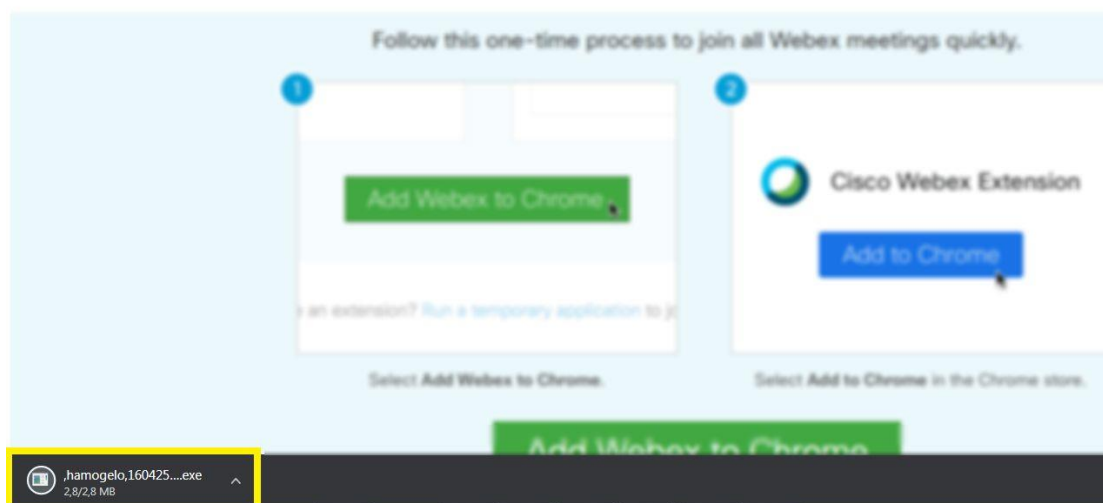 Follow this one-time process to join all Webex meetings quickly.
1
2
Add Webex to Chrome
Cisco Webex Extension
Add to Chrome
an extension? Run a temporary application to
Select Add Webex to Chrome.
Select Add to Chrome in the Chrome store.
Add Webex to Chrome
,hamogelo,160425....exe
2,8/2,8 MB